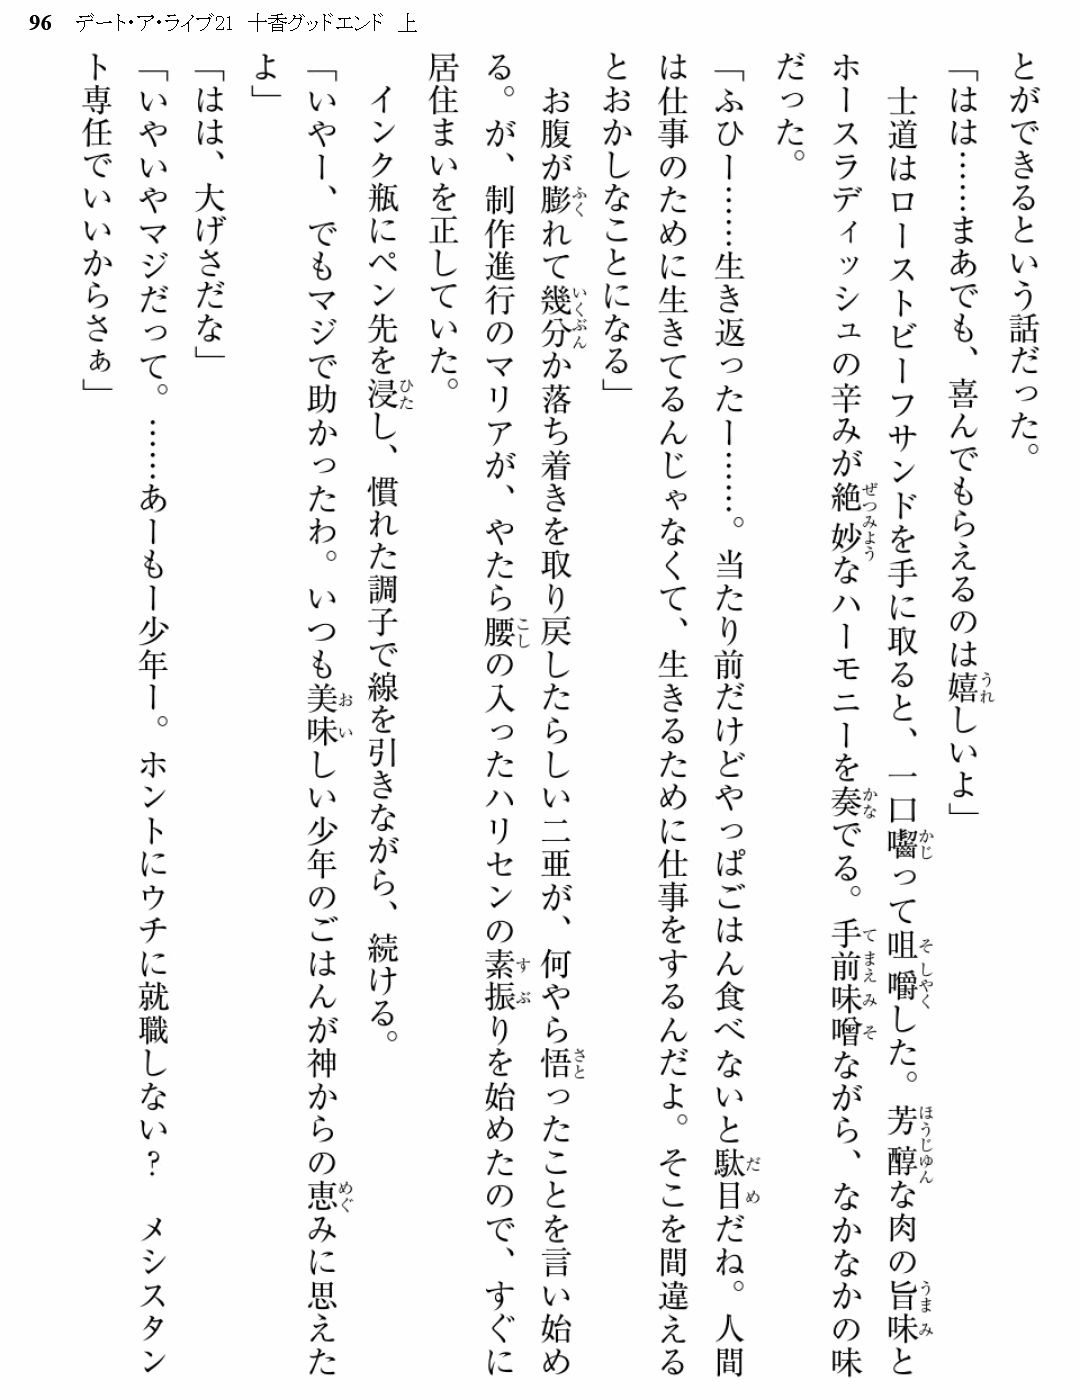 96 デート・ア・ライブ21 十香グッドエンド 上
とができるという話だった。
「はは……まあでも、喜んでもらえるのは嬉しいよ」
士道はローストビーフサンドを手に取ると、一口囓って咀嚼した。芳醇な肉の旨味と
ホースラディッシュの辛みが絶妙なハーモニーを奏でる。手前味噌ながら、なかなかの味
だった。
「ふひー……生き返ったー……。当たり前だけどやっぱごはん食べないと駄目だね。人間
は仕事のために生きてるんじゃなくて、生きるために仕事をするんだよ。そこを間違える
とおかしなことになる」
お腹が膨れて幾分か落ち着きを取り戻したらしい二亜が、何やら悟ったことを言い始め
る。が、制作進行のマリアが、やたら腰の入ったハリセンの素振りを始めたので、すぐに
居住まいを正していた。
インク瓶にペン先を浸し、慣れた調子で線を引きながら、続ける。
「いやー、でもマジで助かったわ。いつも美味しい少年のごはんが神からの恵みに思えた
よ」
「はは、大げさだな」
「いやいやマジだって。……あーもー少年ー。ホントにウチに就職しない？　メシスタン
ト専任でいいからさぁ」